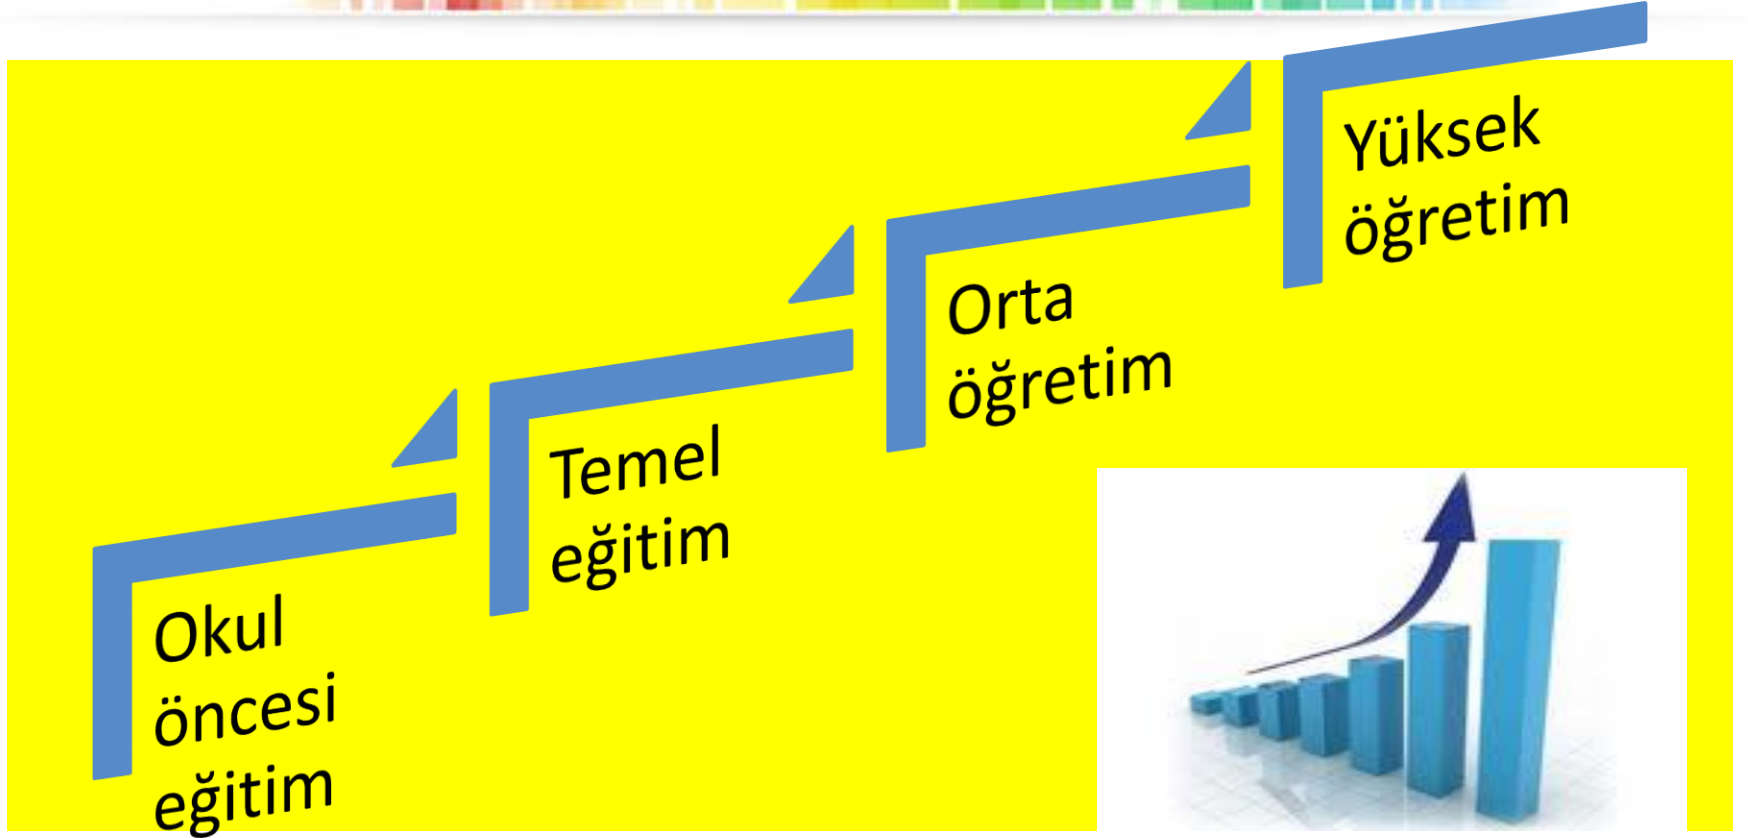 Okul
öncesi
eğitim
Temel
eğitim
Orta
öğretim
Yüksek
öğretim